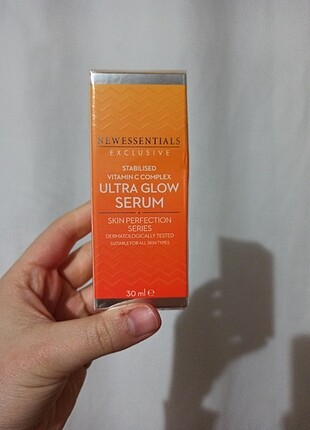 NEWESSENTIALS
EXCLUSIVE
STABILISED
VITAMIN C COMPLEX
ULTRA GLOW
SERUM
SKIN PERFECTION
SERIES
DERMATOLOGICALLY TESTED
SUITABLE FOR ALL SKIN TYPES
30 ml ℮